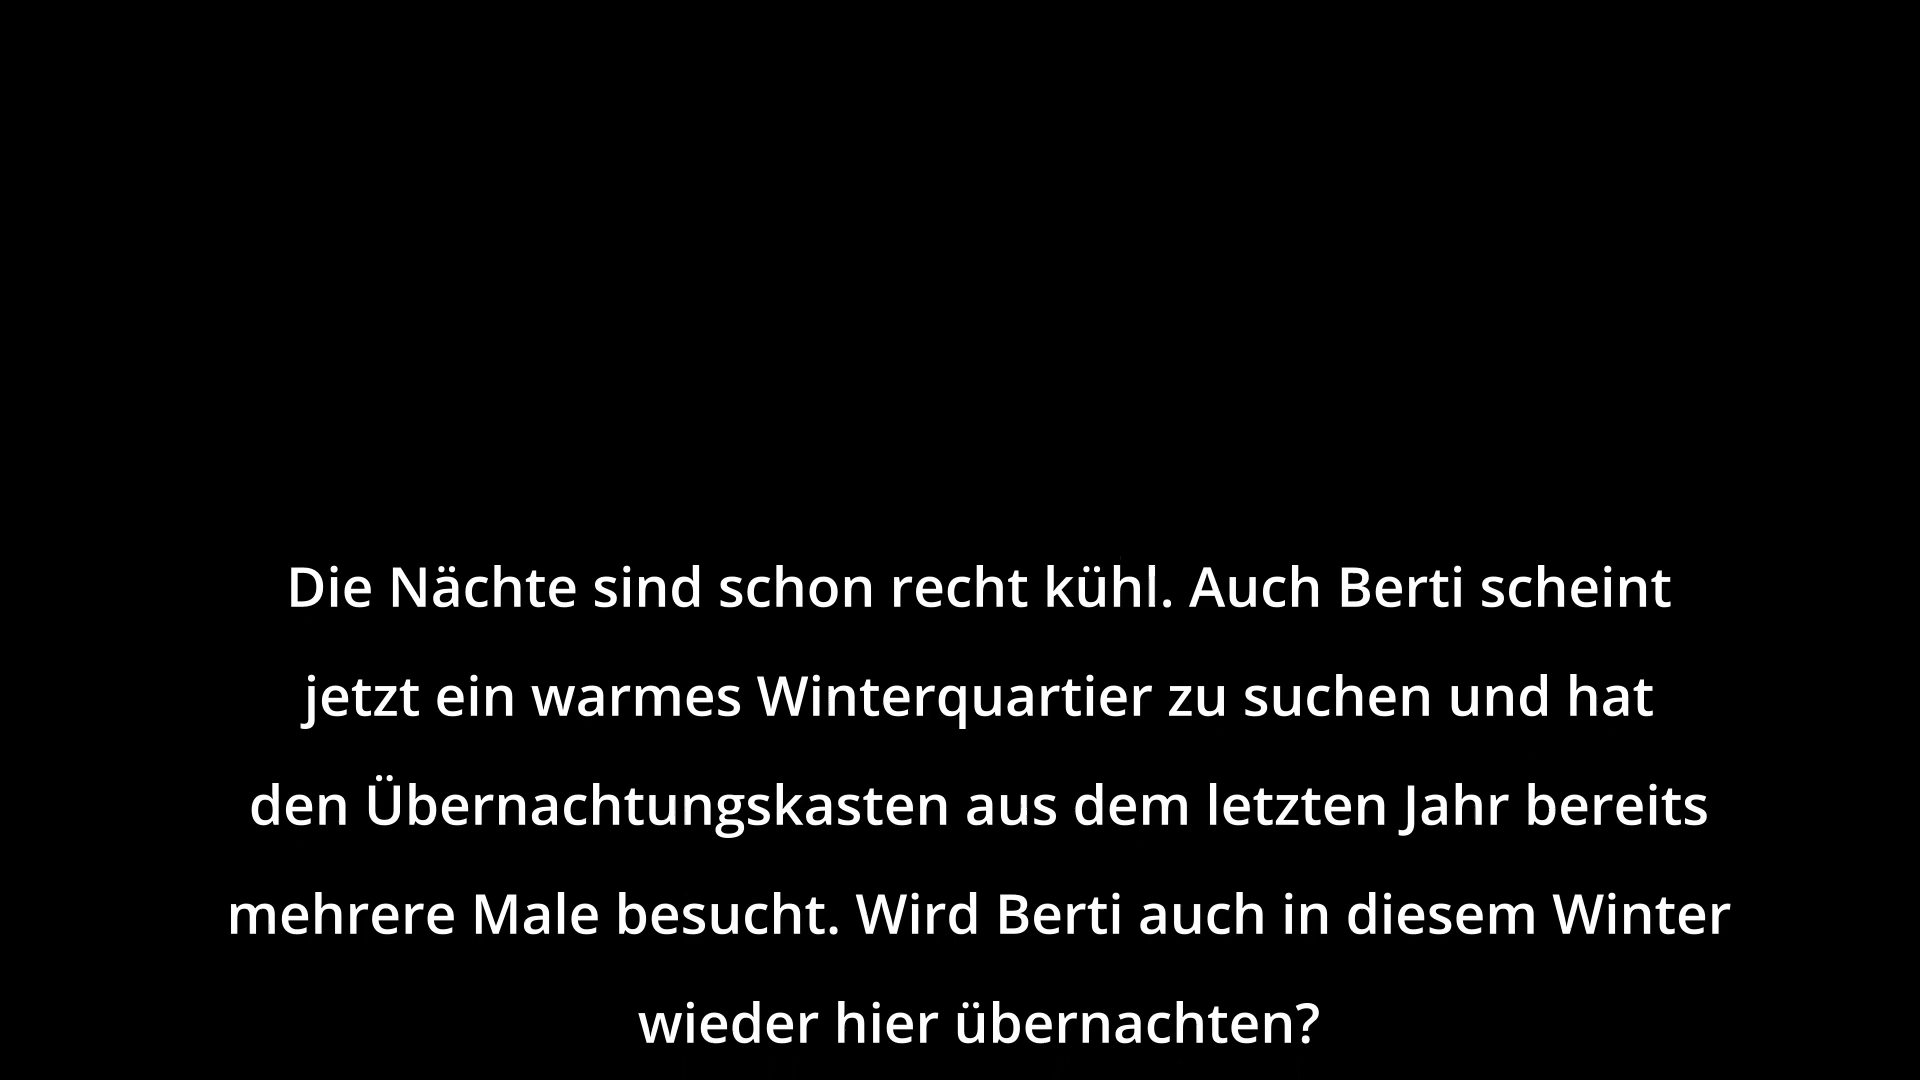 Die Nächte sind schon recht kühl. Auch Berti scheint
jetzt ein warmes Winterquartier zu suchen und hat
den Übernachtungskasten aus dem letzten Jahr bereits
mehrere Male besucht. Wird Berti auch in diesem Winter
wieder hier übernachten?